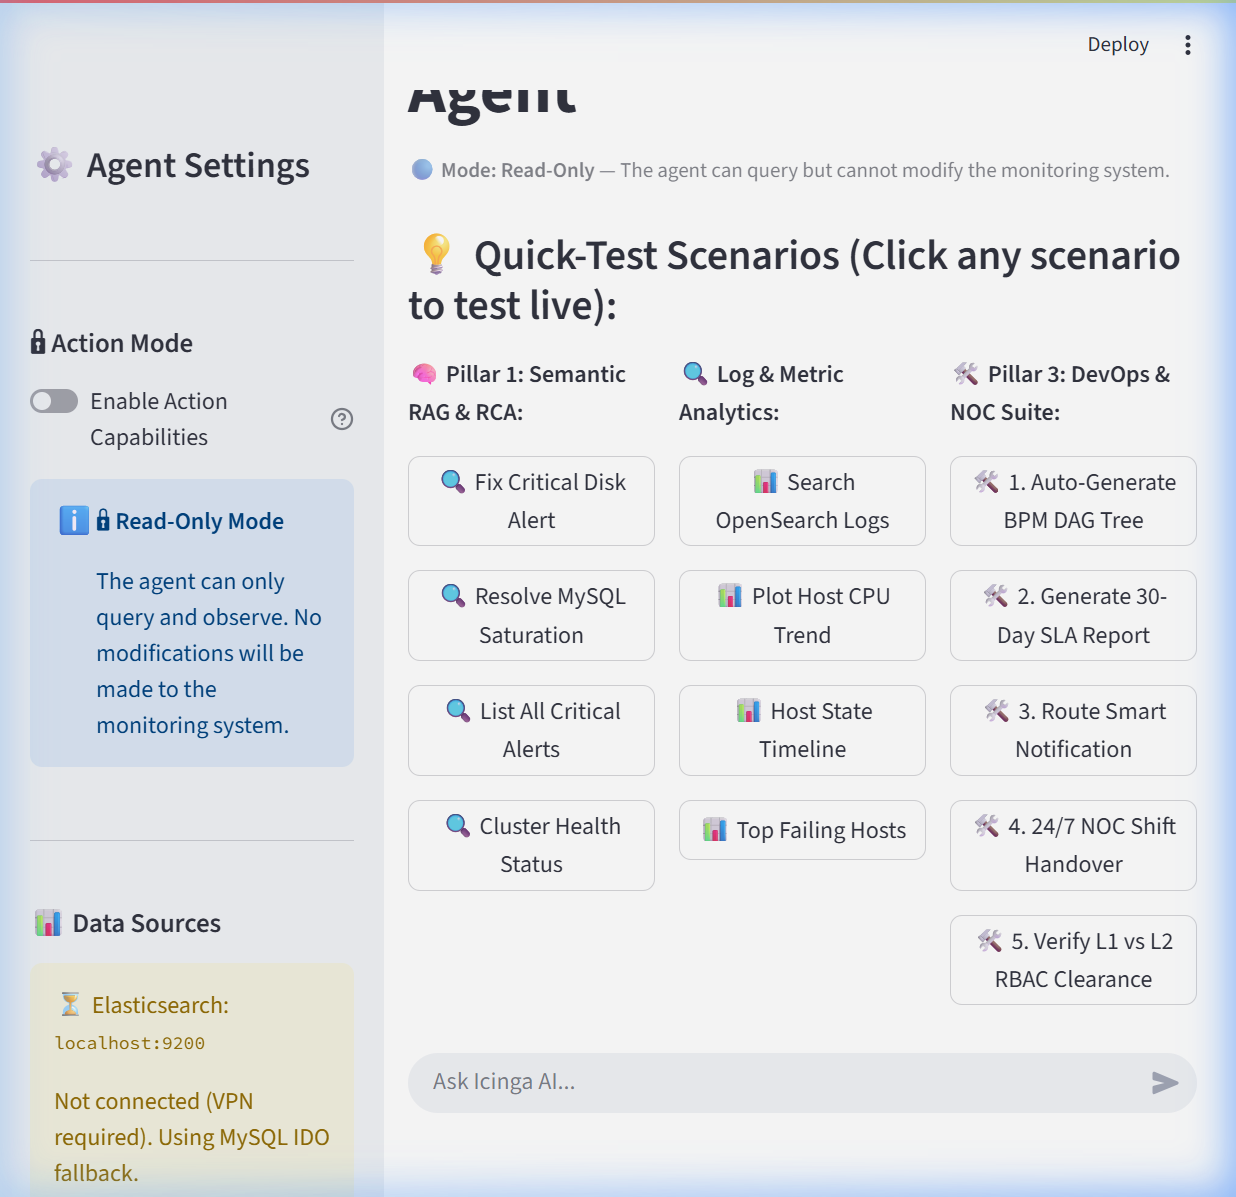 Deploy
Agent Settings
Action Mode
Enable Action
Capabilities
Read-Only Mode
The agent can only
query and observe. No
modifications will be
made to the
monitoring system.
Data Sources
Elasticsearch:
localhost:9200
Not connected (VPN
required). Using MySQL IDO
fallback.
Agent
Mode: Read-Only — The agent can query but cannot modify the monitoring system.
Quick-Test Scenarios (Click any scenario
to test live):
Pillar 1: Semantic
RAG & RCA:
Fix Critical Disk
Alert
Resolve MySQL
Saturation
List All Critical
Alerts
Cluster Health
Status
Log & Metric
Analytics:
Search
OpenSearch Logs
Plot Host CPU
Trend
Host State
Timeline
Top Failing Hosts
Pillar 3: DevOps &
NOC Suite:
1. Auto-Generate
BPM DAG Tree
2. Generate 30-
Day SLA Report
3. Route Smart
Notification
4. 24/7 NOC Shift
Handover
5. Verify L1 vs L2
RBAC Clearance
Ask Icinga AI...